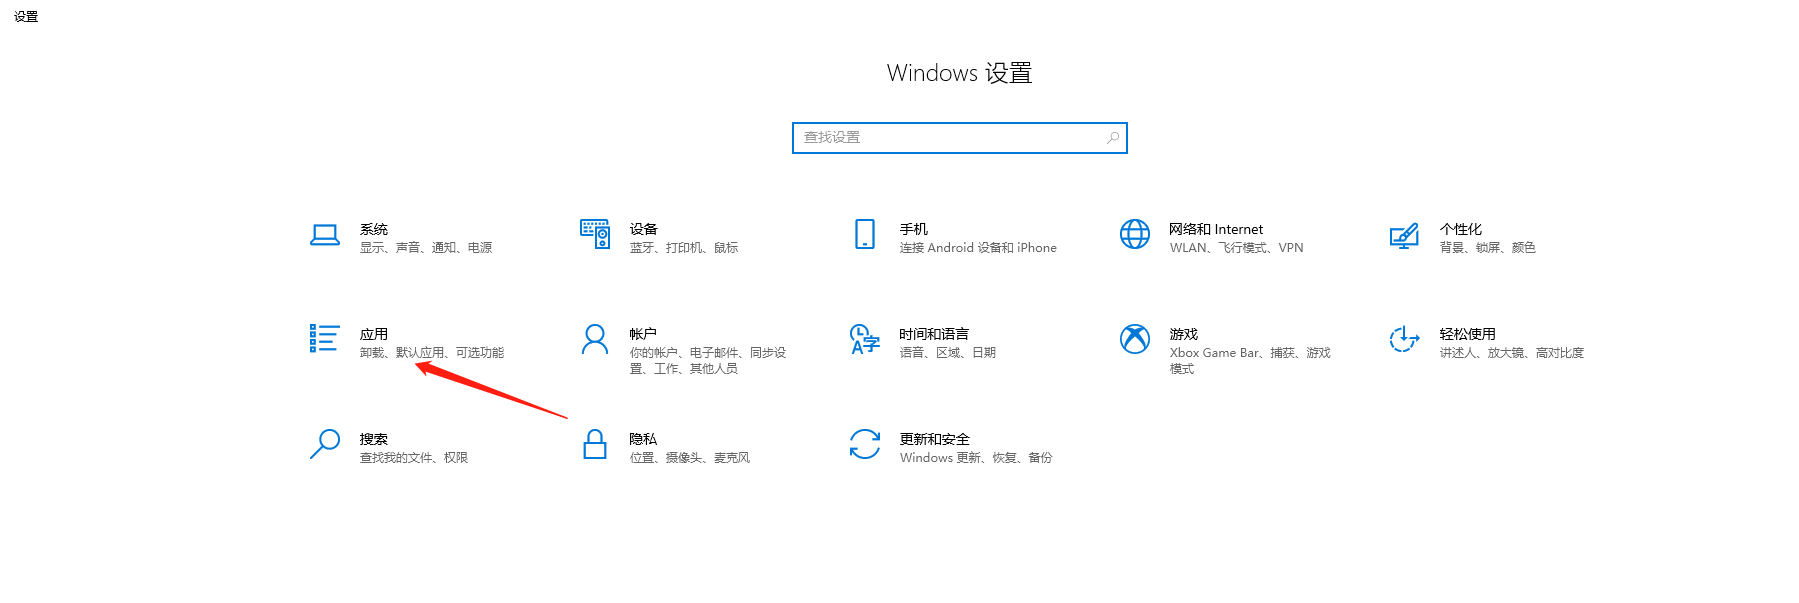 设置
Windows 设置
查找设置
系统
显示、声音、通知、电源
设备
蓝牙、打印机、鼠标
手机
连接 Android 设备和 iPhone
网络和 Internet
WLAN、飞行模式、VPN
个性化
背景、锁屏、颜色
应用
卸载、默认应用、可选功能
帐户
你的帐户、电子邮件、同步设
置、工作、其他人员
时间和语言
语音、区域、日期
游戏
Xbox Game Bar、捕获、游戏
模式
轻松使用
讲述人、放大镜、高对比度
搜索
查找我的文件、权限
隐私
位置、摄像头、麦克风
更新和安全
Windows 更新、恢复、备份